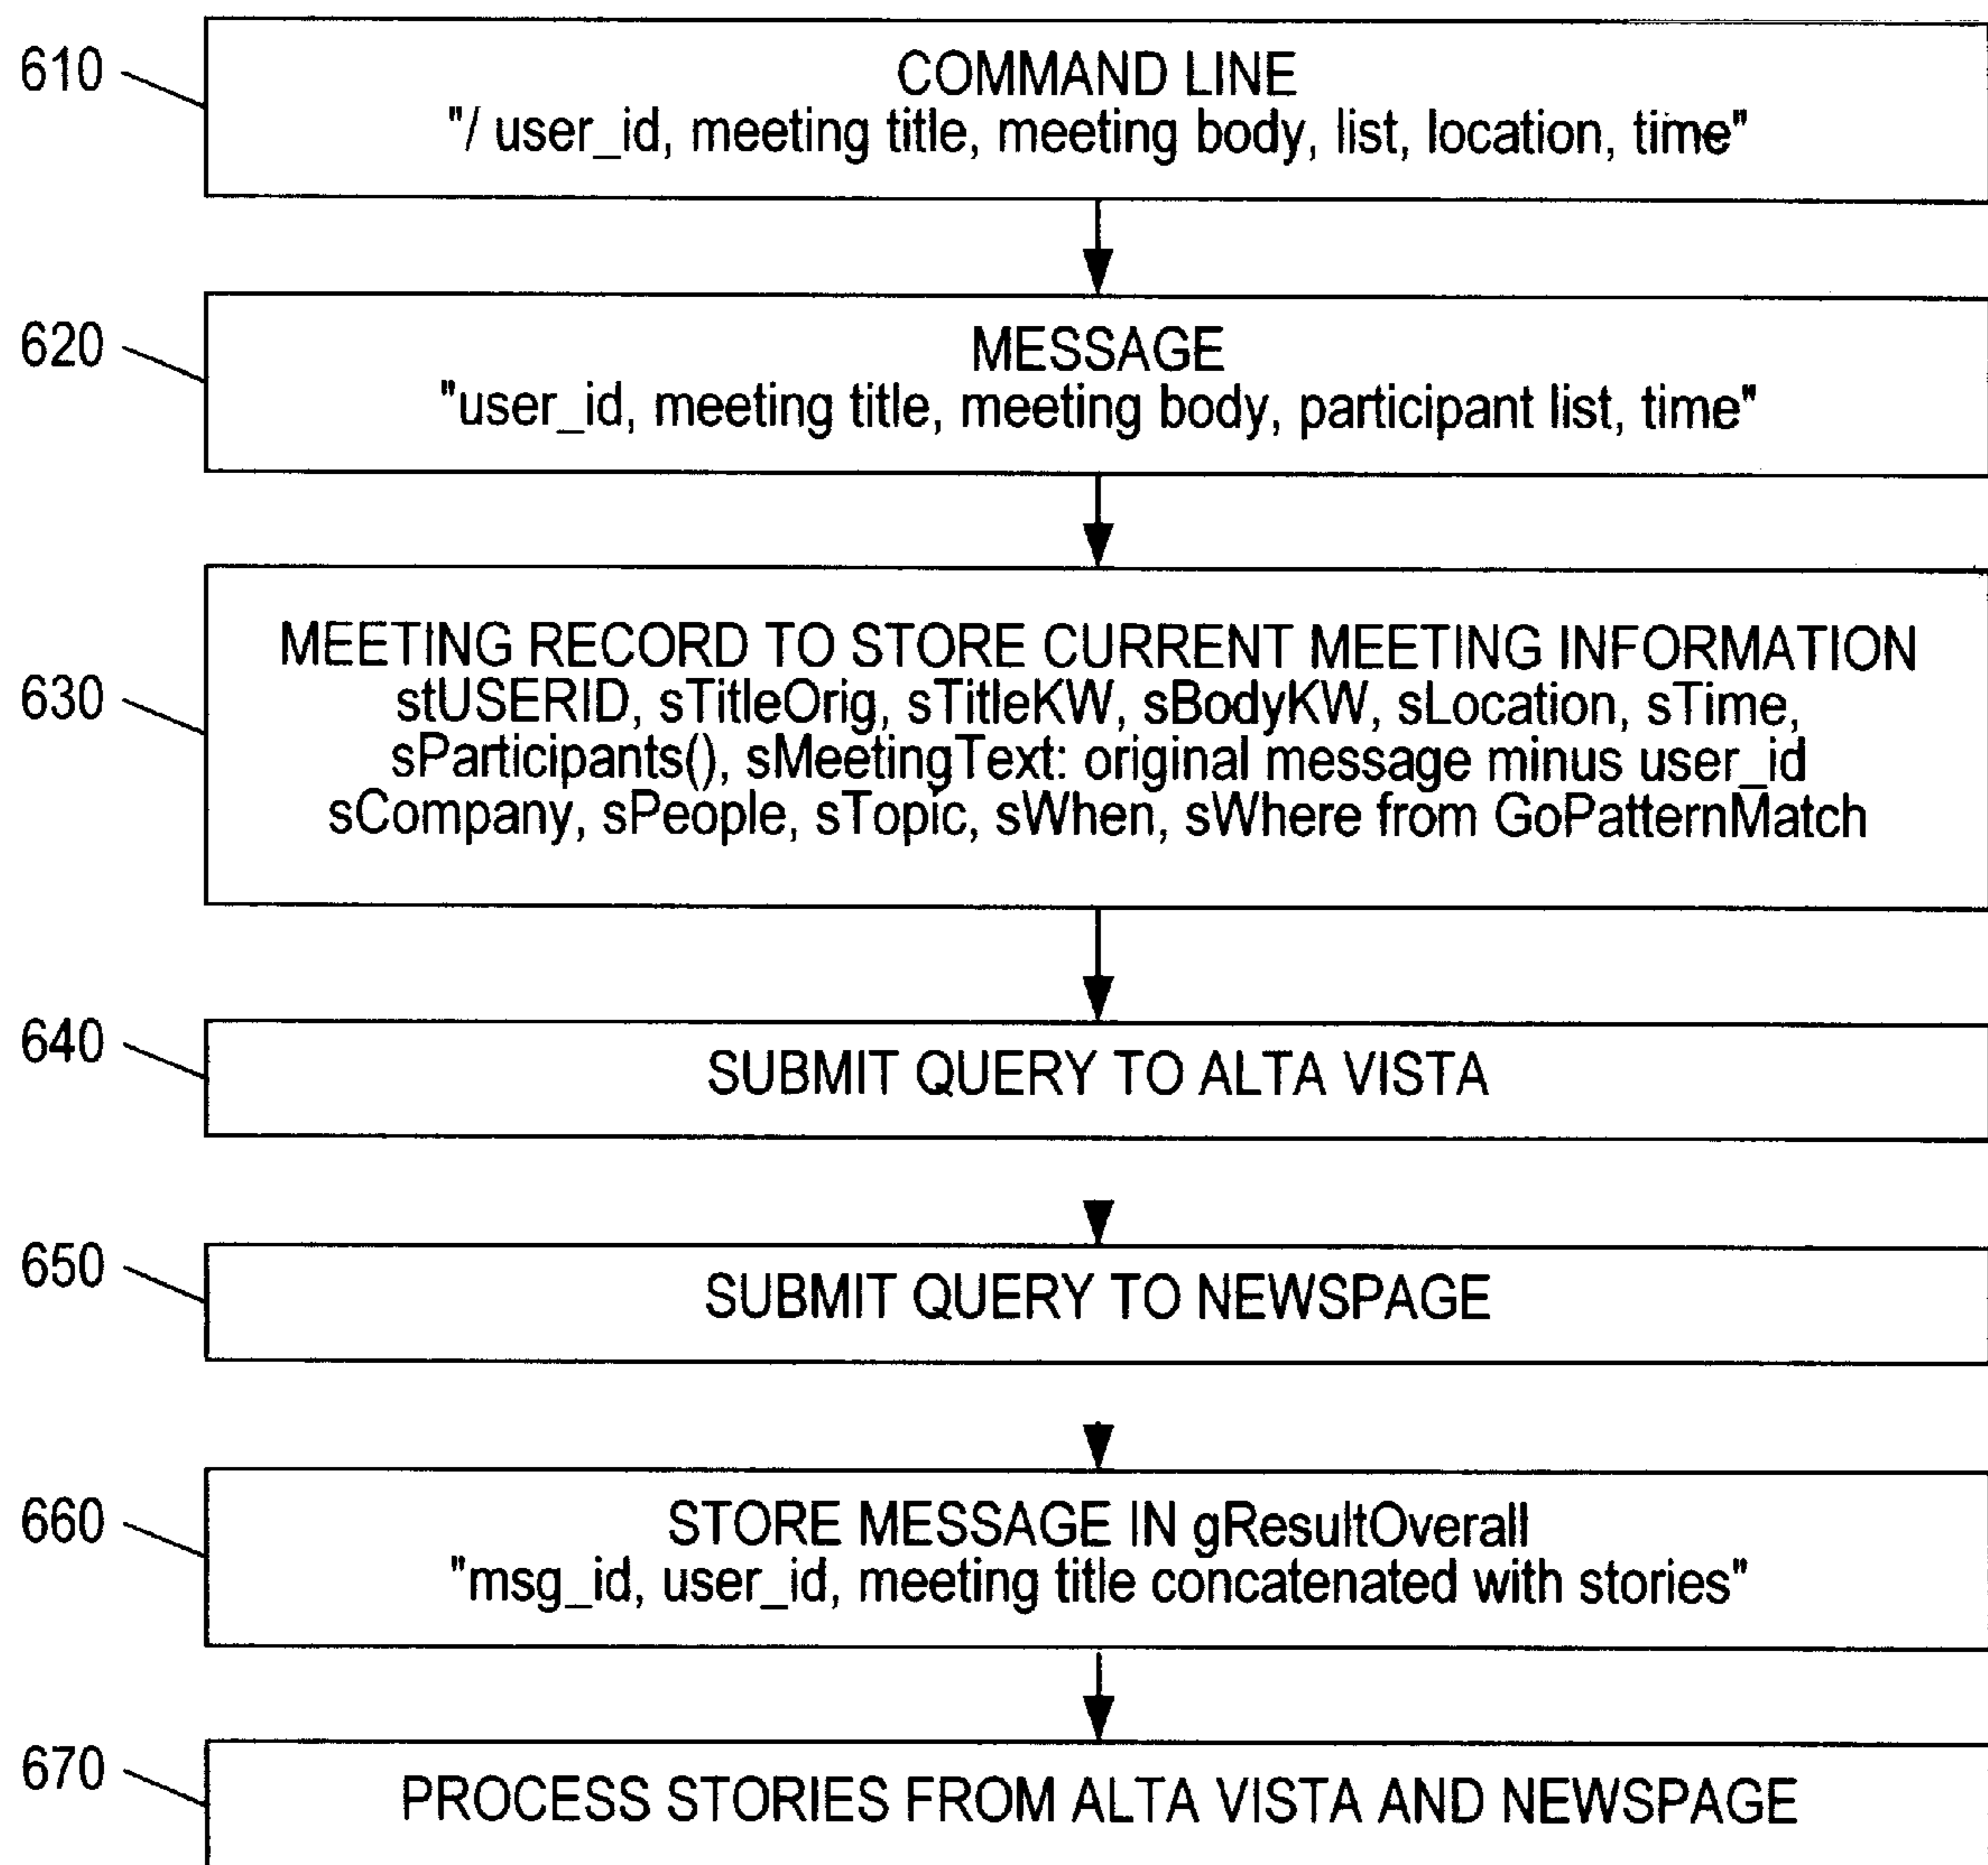 610
COMMAND LINE
"/ user_id, meeting title, meeting body, list, location, time"
620
MESSAGE
"user_id, meeting title, meeting body, participant list, time"
630
MEETING RECORD TO STORE CURRENT MEETING INFORMATION
stUSERID, sTitleOrig, sTitleKW, sBodyKW, sLocation, sTime,
sParticipants(), sMeetingText: original message minus user_id
sCompany, sPeople, sTopic, sWhen, sWhere from GoPatternMatch
640
SUBMIT QUERY TO ALTA VISTA
650
SUBMIT QUERY TO NEWSPAGE
660
STORE MESSAGE IN gResultOverall
"msg_id, user_id, meeting title concatenated with stories"
670
PROCESS STORIES FROM ALTA VISTA AND NEWSPAGE